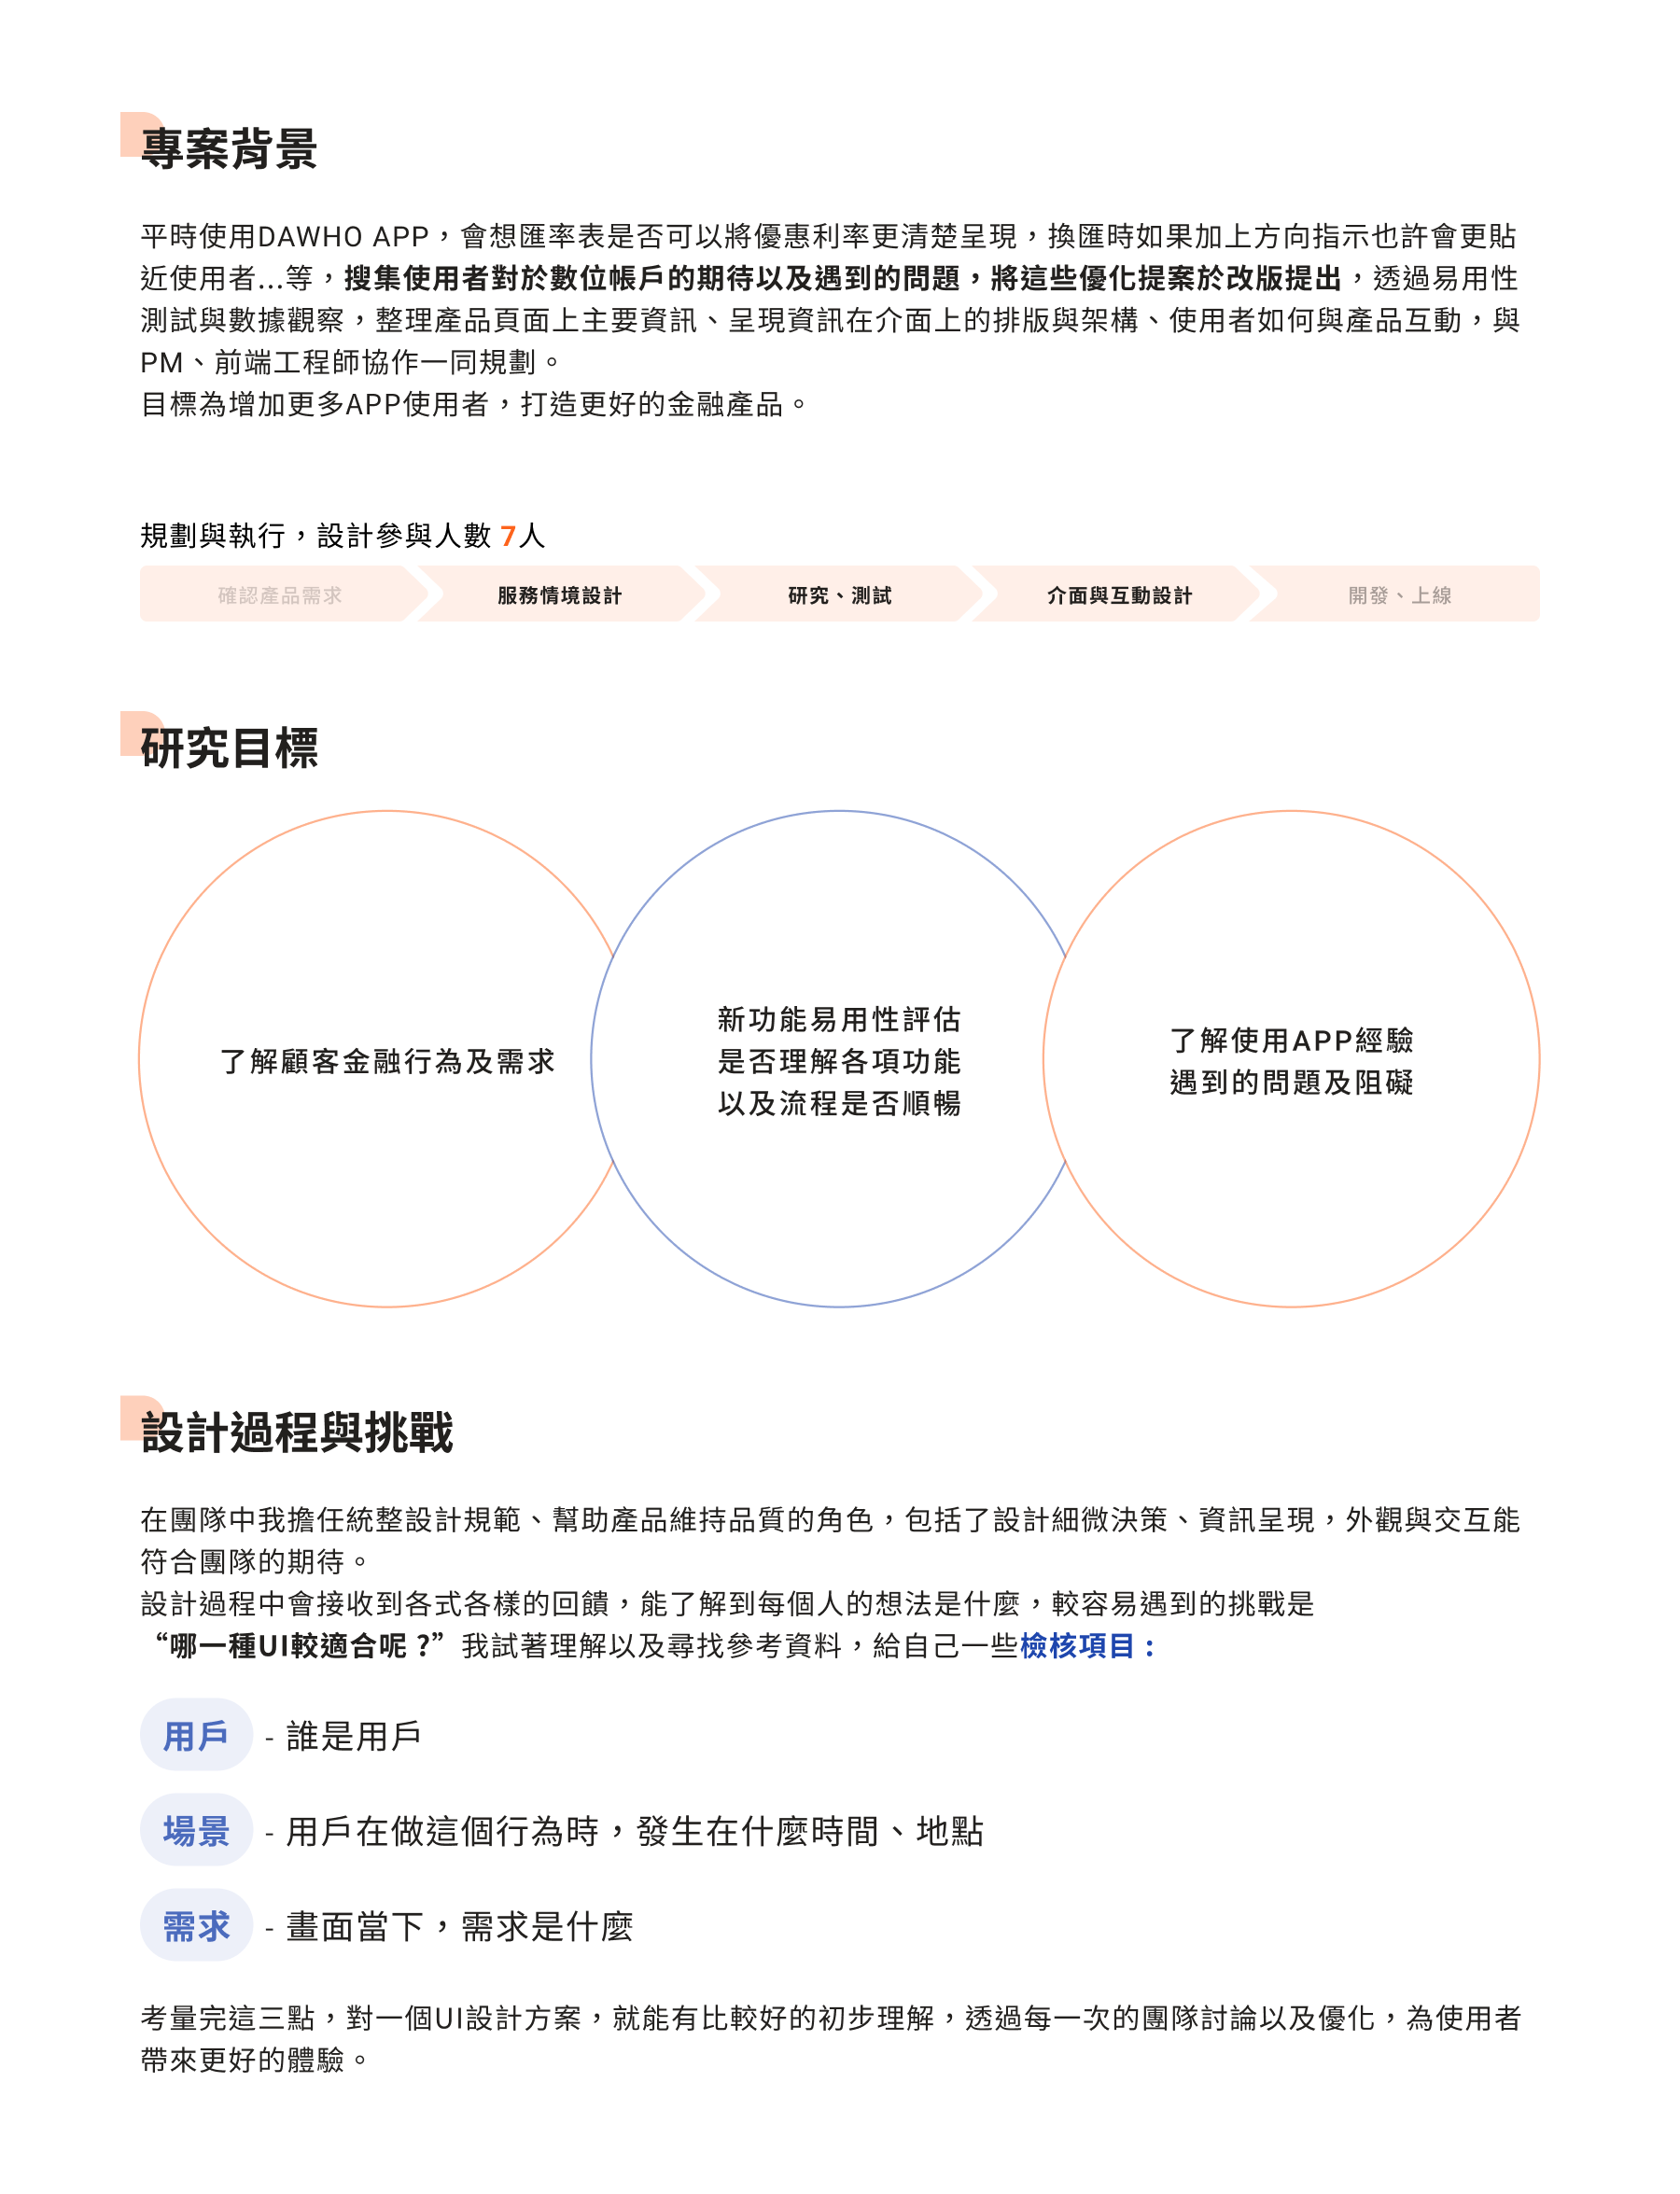 專案背景
平時使用DAWHO APP，會想匯率表是否可以將優惠利率更清楚呈現，換匯時如果加上方向指示也許會更貼
近使用者...等，搜集使用者對於數位帳戶的期待以及遇到的問題，將這些優化提案於改版提出，透過易用性
測試與數據觀察，整理產品頁面上主要資訊、呈現資訊在介面上的排版與架構、使用者如何與產品互動，與
PM、前端工程師協作一同規劃。
目標為增加更多APP使用者，打造更好的金融產品。
規劃與執行，設計參與人數 7人
確認產品需求
服務情境設計
研究、測試
介面與互動設計
開發、上線
研究目標
了解顧客金融行為及需求
新功能易用性評估
是否理解各項功能
以及流程是否順暢
了解使用APP經驗
遇到的問題及阻礙
設計過程與挑戰
在團隊中我擔任統整設計規範、幫助產品維持品質的角色，包括了設計細微決策、資訊呈現，外觀與交互能
符合團隊的期待。
設計過程中會接收到各式各樣的回饋，能了解到每個人的想法是什麼，較容易遇到的挑戰是
“哪一種UI較適合呢？”我試著理解以及尋找參考資料，給自己一些檢核項目：
用戶 - 誰是用戶
場景 - 用戶在做這個行為時，發生在什麼時間、地點
需求 - 畫面當下，需求是什麼
考量完這三點，對一個UI設計方案，就能有比較好的初步理解，透過每一次的團隊討論以及優化，為使用者
帶來更好的體驗。